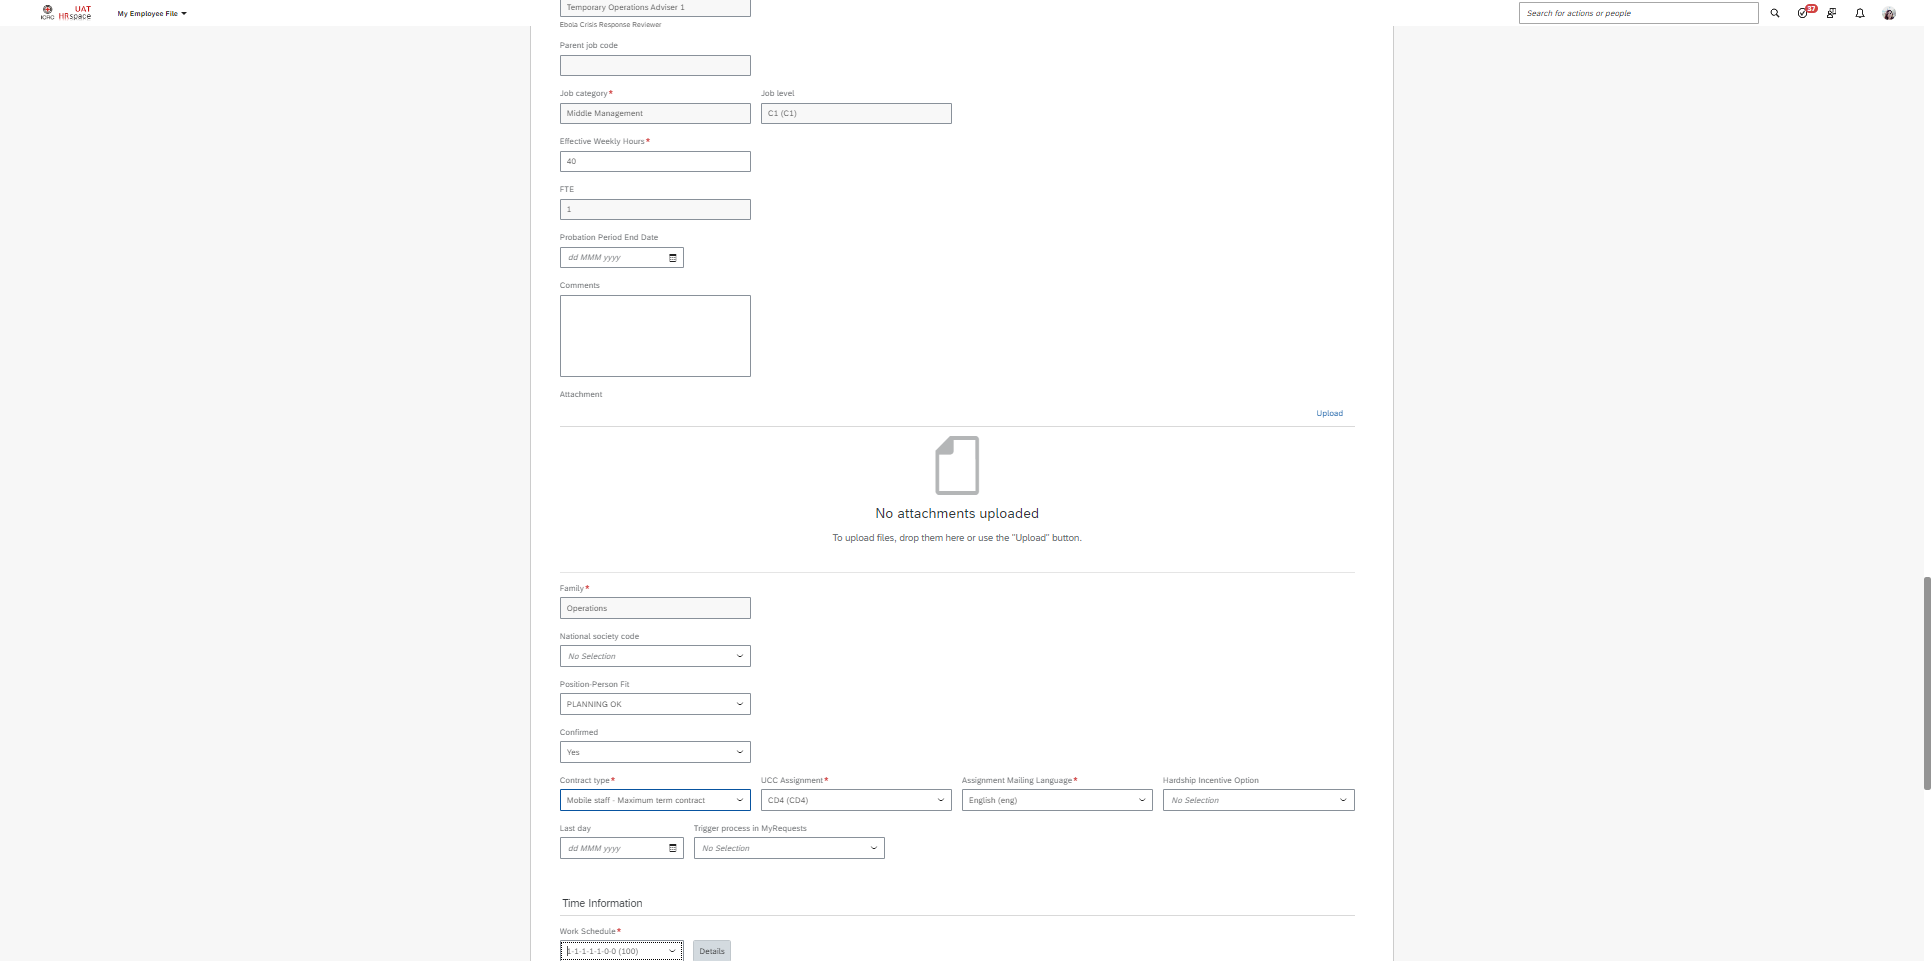 ICRC
UAT
HRspace
My Employee File
Search for actions or people
37
Temporary Operations Adviser 1
Ebola Crisis Response Reviewer
Parent job code
Job category*
Job level
Middle Management
C1 (C1)
Effective Weekly Hours*
40
FTE
1
Probation Period End Date
dd MMM yyyy
Comments
Attachment
Upload
No attachments uploaded
To upload files, drop them here or use the "Upload" button.
Family*
Operations
National society code
No Selection
Position-Person Fit
PLANNING OK
Confirmed
Yes
Contract type*
UCC Assignment*
Assignment Mailing Language*
Hardship Incentive Option
Mobile staff - Maximum term contract
CD4 (CD4)
English (eng)
No Selection
Last day
Trigger process in MyRequests
dd MMM yyyy
No Selection
Time Information
Work Schedule*
1-1-1-1-1-0-0 (100)
Details